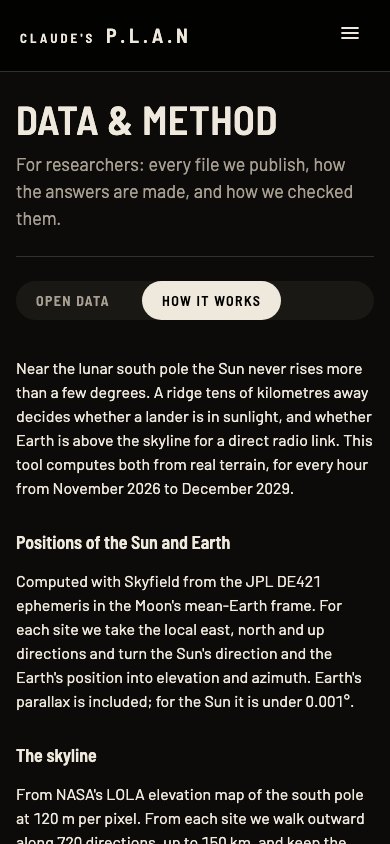 CLAUDE'S P.L.A.N
DATA & METHOD
For researchers: every file we publish, how
the answers are made, and how we checked
them.
OPEN DATA HOW IT WORKS
Near the lunar south pole the Sun never rises more
than a few degrees. A ridge tens of kilometres away
decides whether a lander is in sunlight, and whether
Earth is above the skyline for a direct radio link. This
tool computes both from real terrain, for every hour
from November 2026 to December 2029.
Positions of the Sun and Earth
Computed with Skyfield from the JPL DE421
ephemeris in the Moon's mean-Earth frame. For
each site we take the local east, north and up
directions and turn the Sun's direction and the
Earth's position into elevation and azimuth. Earth's
parallax is included; for the Sun it is under 0.001°.
The skyline
From NASA's LOLA elevation map of the south pole
at 120 m per pixel. From each site we walk outward
along 720 directions, up to 150 km, and keep the